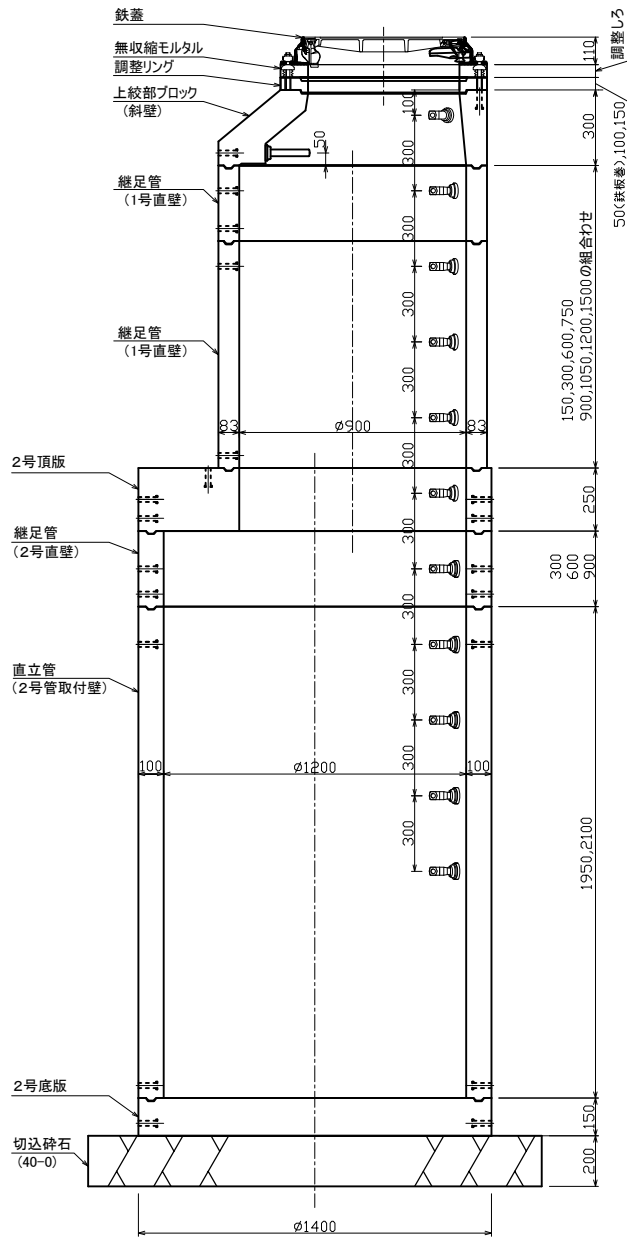 鉄蓋
無収縮モルタル
調整リング
上絞部ブロック
(斜壁)
継足管
(1号直壁)
継足管
(1号直壁)
2号頂版
継足管
(2号直壁)
直立管
(2号管取付壁)
2号底版
切込砕石
(40-0)
50
83
ø900
83
100
ø1200
100
ø1400
100
300
300
300
300
300
300
300
300
300
300
110
調整しろ
50(鉄板巻),100,150
300
150,300,600,750
900,1050,1200,1500の組合わせ
250
300
600
900
1950,2100
150
200